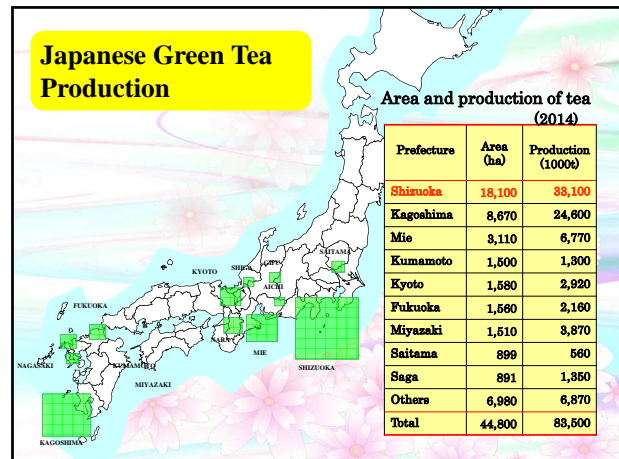 Japanese Green Tea
Production
Area and production of tea
(2014)
Prefecture Area (ha) Production (1000t)
Shizuoka 18,100 33,100
Kagoshima 8,670 24,600
Mie 3,110 6,770
Kumamoto 1,500 1,300
Kyoto 1,580 2,920
Fukuoka 1,560 2,160
Miyazaki 1,510 3,870
Saitama 899 560
Saga 891 1,350
Others 6,980 6,870
Total 44,800 83,500
SAITAMA
GIFU
SHIGA
KYOTO
AICHI
FUKUOKA
NARA
MIE
SHIZUOKA
NAGASAKI
KUMAMOTO
MIYAZAKI
KAGOSHIMA